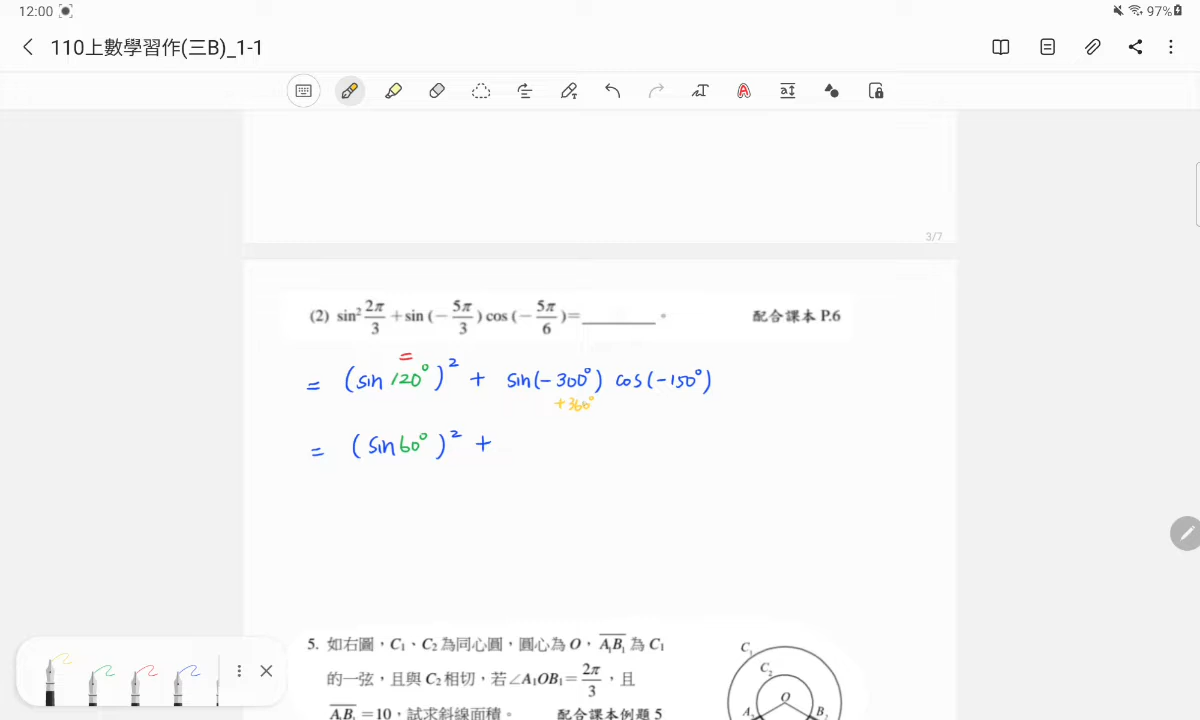 12:00 97%
110上數學習作(三B)_1-1
3/7
(2) sin² 2π/3 + sin (− 5π/3) cos (− 5π/6) = ______ 。 配合課本 P.6
=
= (sin 120°)² + sin(−300°) cos(−150°)
+360°
= (sin 60°)² +
5. 如右圖，C₁、C₂ 為同心圓，圓心為 O，A₁B₁ 為 C₁
的一弦，且與 C₂ 相切，若∠A₁OB₁= 2π/3，且
A₁B₁ =10，試求斜線面積。 配合課本例題 5
C₁
C₂
O
A₂ B₂